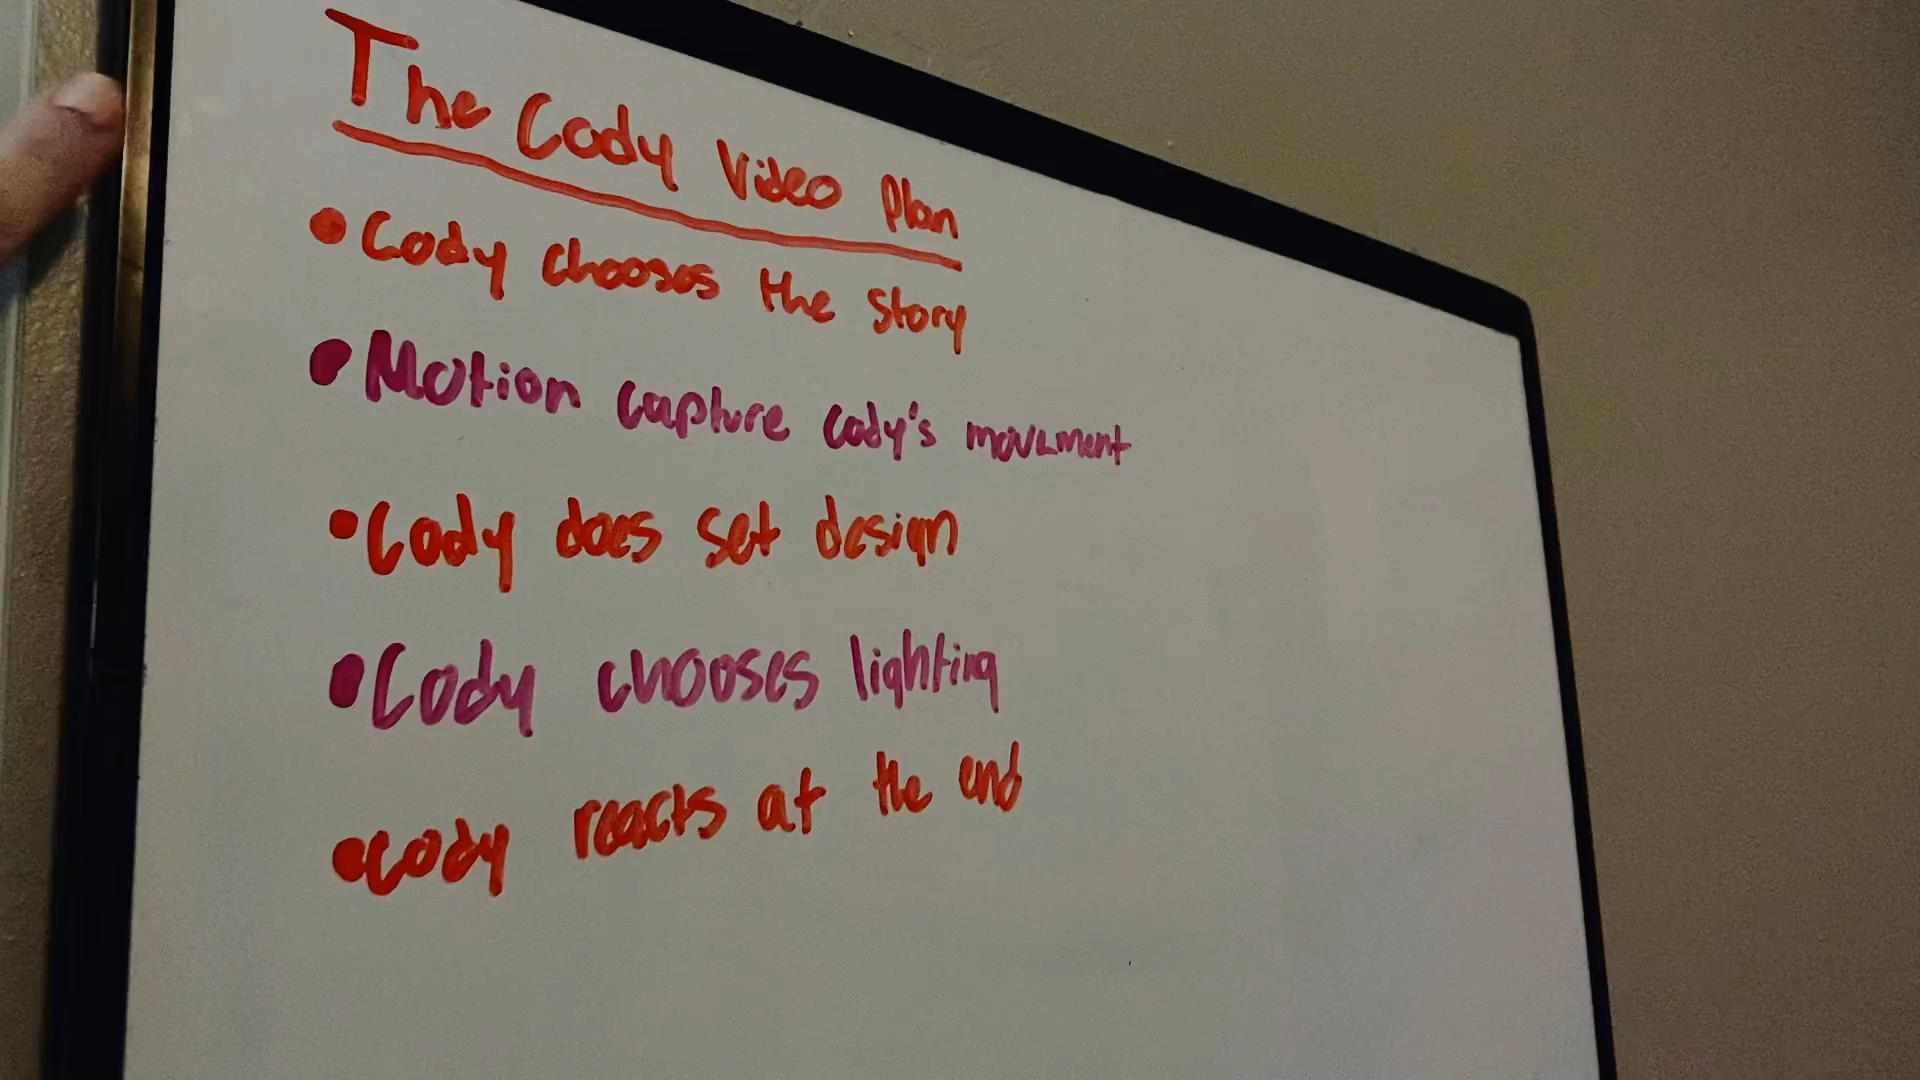 The Cody Video Plan
• Cody chooses the story
• Motion capture Cody's movement
• Cody does set design
• Cody chooses lighting
• Cody reacts at the end